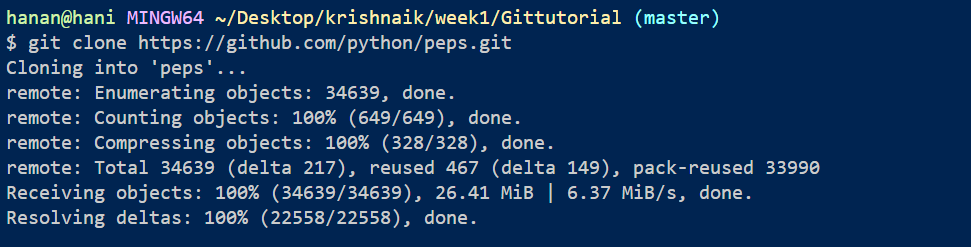 hanan@hani MINGW64 ~/Desktop/krishnaik/week1/Gittutorial (master)
$ git clone https://github.com/python/peps.git
Cloning into 'peps'...
remote: Enumerating objects: 34639, done.
remote: Counting objects: 100% (649/649), done.
remote: Compressing objects: 100% (328/328), done.
remote: Total 34639 (delta 217), reused 467 (delta 149), pack-reused 33990
Receiving objects: 100% (34639/34639), 26.41 MiB | 6.37 MiB/s, done.
Resolving deltas: 100% (22558/22558), done.